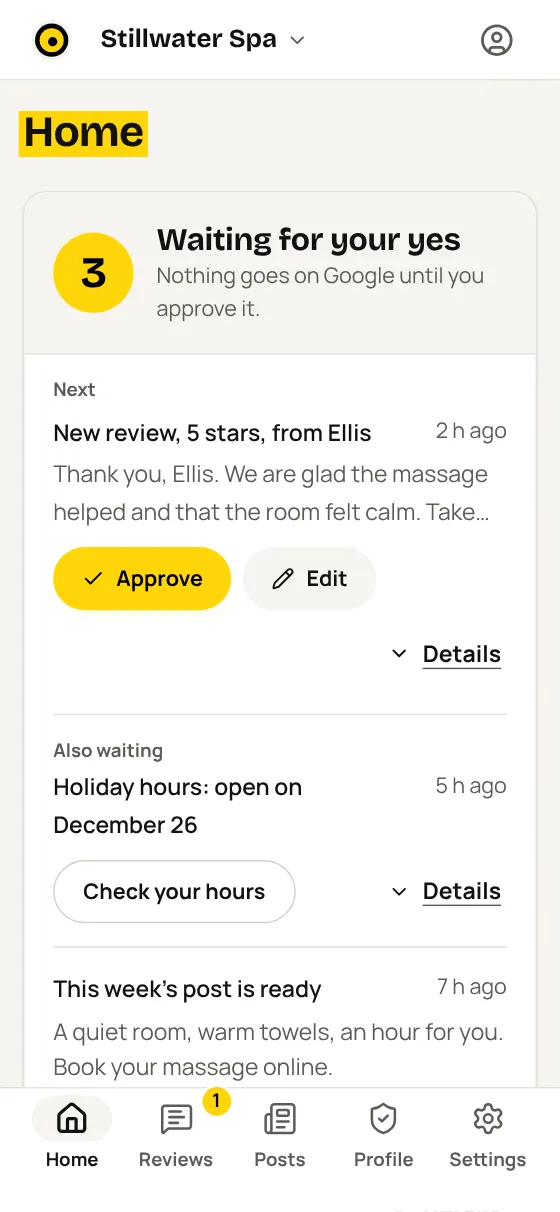 Stillwater Spa
Home
3
Waiting for your yes
Nothing goes on Google until you
approve it.
Next
New review, 5 stars, from Ellis
2 h ago
Thank you, Ellis. We are glad the massage
helped and that the room felt calm. Take…
Approve
Edit
Details
Also waiting
Holiday hours: open on
December 26
5 h ago
Check your hours
Details
This week’s post is ready
7 h ago
A quiet room, warm towels, an hour for you.
Book your massage online.
1
Home
Reviews
Posts
Profile
Settings